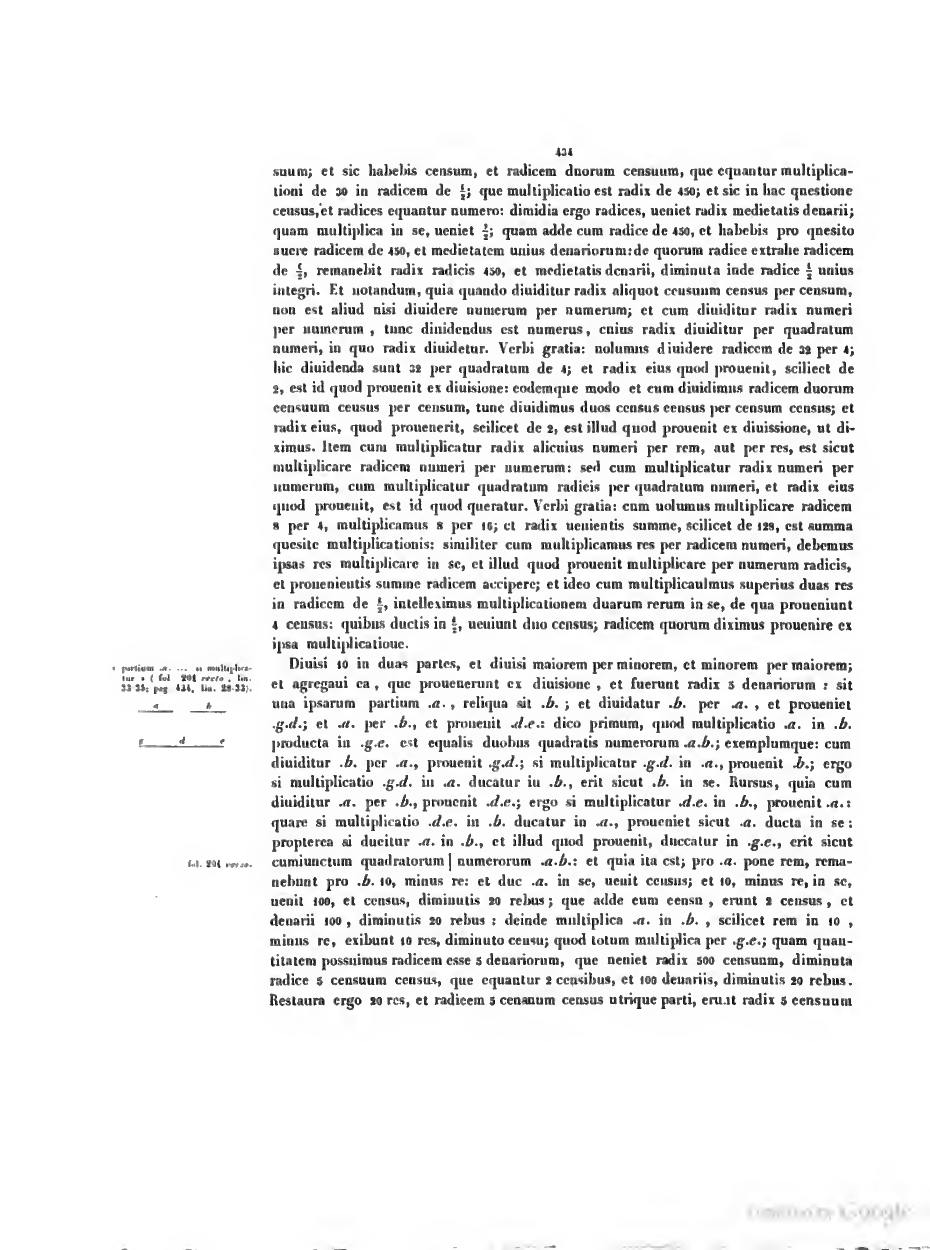 434
suum; et sic habebis censum, et radicem duorum censuum, que equantur multiplica-
tioni de 30 in radicem de 1/2; que multiplicatio est radix de 450; et sic in hac questione
census, et radices equantur numero: dimidia ergo radices, ueniet radix medietatis denarii;
quam multiplica in se, ueniet 1/2; quam adde cum radice de 450, et habebis pro quesito
auere radicem de 450, et medietatem unius denariorum: de quorum radice extrahe radicem
de 1/2, remanebit radix radicis 450, et medietatis denarii, diminuta inde radice 1/2 unius
integri. Et notandum, quia quando diuiditur radix aliquot censuum census per censum,
non est aliud nisi diuidere numerum per numerum; et cum diuiditur radix numeri
per numerum, tunc diuidendus est numerus, cuius radix diuiditur per quadratum
numeri, in quo radix diuidetur. Verbi gratia: uolumus diuidere radicem de 32 per 4;
hic diuidenda sunt 32 per quadratum de 4; et radix eius quod prouenit, scilicet de
2, est id quod prouenit ex diuisione: eodemque modo et cum diuidimus radicem duorum
censuum census per censum, tunc diuidimus duos census census per censum census; et
radix eius, quod prouenerit, scilicet de 2, est illud quod prouenit ex diuissione, ut di-
ximus. Item cum multiplicatur radix alicuius numeri per rem, aut per res, est sicut
multiplicare radicem numeri per numerum: sed cum multiplicatur radix numeri per
numerum, cum multiplicatur quadratum radicis per quadratum numeri, et radix eius
quod prouenit, est id quod queratur. Verbi gratia: cum uolumus multiplicare radicem
8 per 4, multiplicamus 8 per 16; et radix uenientis summe, scilicet de 128, est summa
quesite multiplicationis: similiter cum multiplicamus res per radicem numeri, debemus
ipsas res multiplicare in se, et illud quod prouenit multiplicare per numerum radicis,
et prouenientis summe radicem accipere; et ideo cum multiplicauimus superius duas res
in radicem de 1/2, intelleximus multiplicationem duarum rerum in se, de qua proueniunt
4 census: quibus ductis in 1/2, ueniunt duo census; radicem quorum diximus prouenire ex
ipsa multiplicatione.
Diuisi 10 in duas partes, et diuisi maiorem per minorem, et minorem per maiorem;
et agregaui ea, que prouenerunt ex diuisione, et fuerunt radix 5 denariorum: sit
una ipsarum partium .a., reliqua sit .b.; et diuidatur .b. per .a., et proueniet
.g.d.; et .a. per .b., et prouenit .d.e.: dico primum, quod multiplicatio .a. in .b.
producta in .g.e. est equalis duobus quadratis numerorum .a.b.; exemplumque: cum
diuiditur .b. per .a., prouenit .g.d.; si multiplicatur .g.d. in .a., prouenit .b.; ergo
si multiplicatio .g.d. in .a. ducatur in .b., erit sicut .b. in se. Rursus, quia cum
diuiditur .a. per .b., prouenit .d.e.; ergo si multiplicatur .d.e. in .b., prouenit .a.:
quare si multiplicatio .d.e. in .b. ducatur in .a., proueniet sicut .a. ducta in se:
propterea si ducitur .a. in .b., et illud quod prouenit, duccatur in .g.e., erit sicut
cumiunctum quadratorum | numerorum .a.b.: et quia ita est; pro .a. pone rem, rema-
nebunt pro .b. 10, minus re: et duc .a. in se, uenit census; et 10, minus re, in se,
uenit 100, et census, diminutis 20 rebus; que adde cum censu, erunt 2 census, et
denarii 100, diminutis 20 rebus: deinde multiplica .a. in .b., scilicet rem in 10,
minus re, exibunt 10 res, diminuto censu; quod totum multiplica per .g.e.; quam quan-
titatem possuimus radicem esse 5 denariorum, que ueniet radix 500 censuum, diminuta
radice 5 censuum census, que equantur 2 censibus, et 100 denariis, diminutis 20 rebus.
Restaura ergo 20 res, et radicem 5 censuum census utrique parti, erunt radix 5 censuum
« partium .a. ... si multiplica-
tur » (fol. 201 recto, lin.
33-35; pag. 434, lin. 28-33).
a b
g d e
fol. 201 verso.
Google